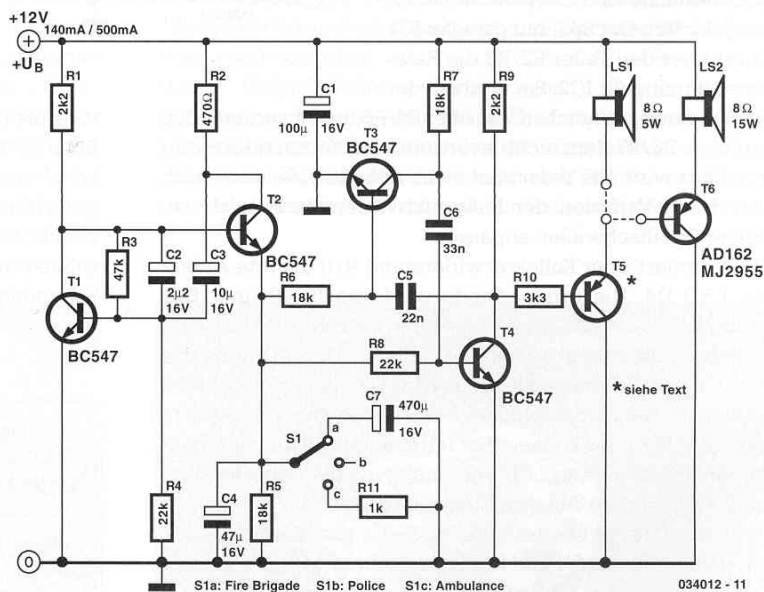 +12V
140mA / 500mA
+UB
R1
2k2
R2
470Ω
C1
100µ
16V
T3
BC547
R7
18k
R9
2k2
LS1
8Ω
5W
LS2
8Ω
15W
T2
BC547
C6
33n
T6
AD162
MJ2955
R3
47k
C2
2µ2
16V
C3
10µ
16V
T1
BC547
R6
18k
C5
22n
R10
3k3
T5
*
R8
22k
T4
BC547
* siehe Text
C7
470µ
16V
S1
a
b
c
R11
1k
R4
22k
C4
47µ
16V
R5
18k
0
S1a: Fire Brigade S1b: Police S1c: Ambulance
034012 - 11